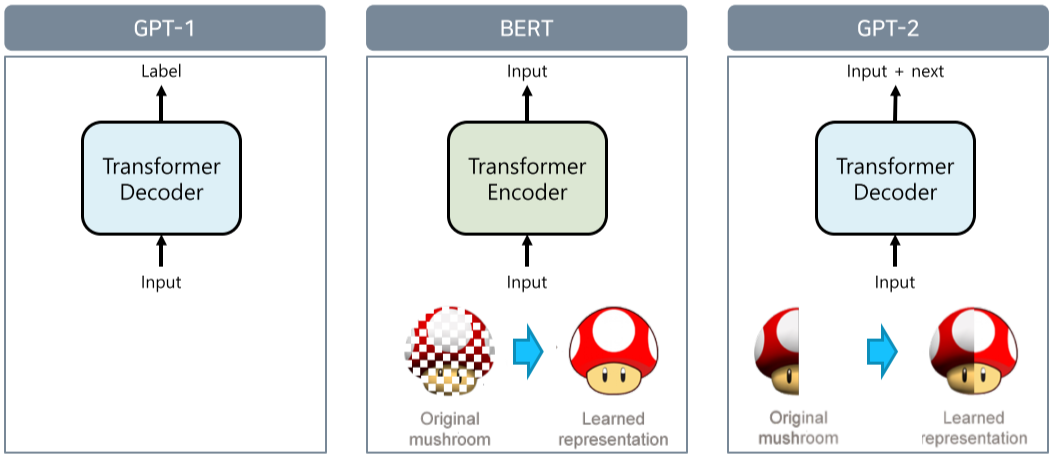 GPT-1
Label
Transformer
Decoder
Input
BERT
Input
Transformer
Encoder
Input
Original
mushroom
Learned
representation
GPT-2
Input + next
Transformer
Decoder
Input
Original
mushroom
Learned
representation